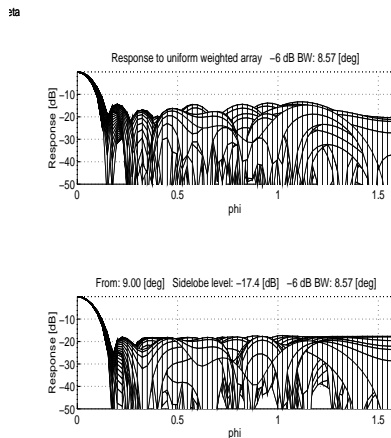 eta
Response to uniform weighted array −6 dB BW: 8.57 [deg]
Response [dB]
−10
−20
−30
−40
−50
0
0.5
1
1.5
phi
From: 9.00 [deg] Sidelobe level: −17.4 [dB] −6 dB BW: 8.57 [deg]
Response [dB]
−10
−20
−30
−40
−50
0
0.5
1
1.5
phi